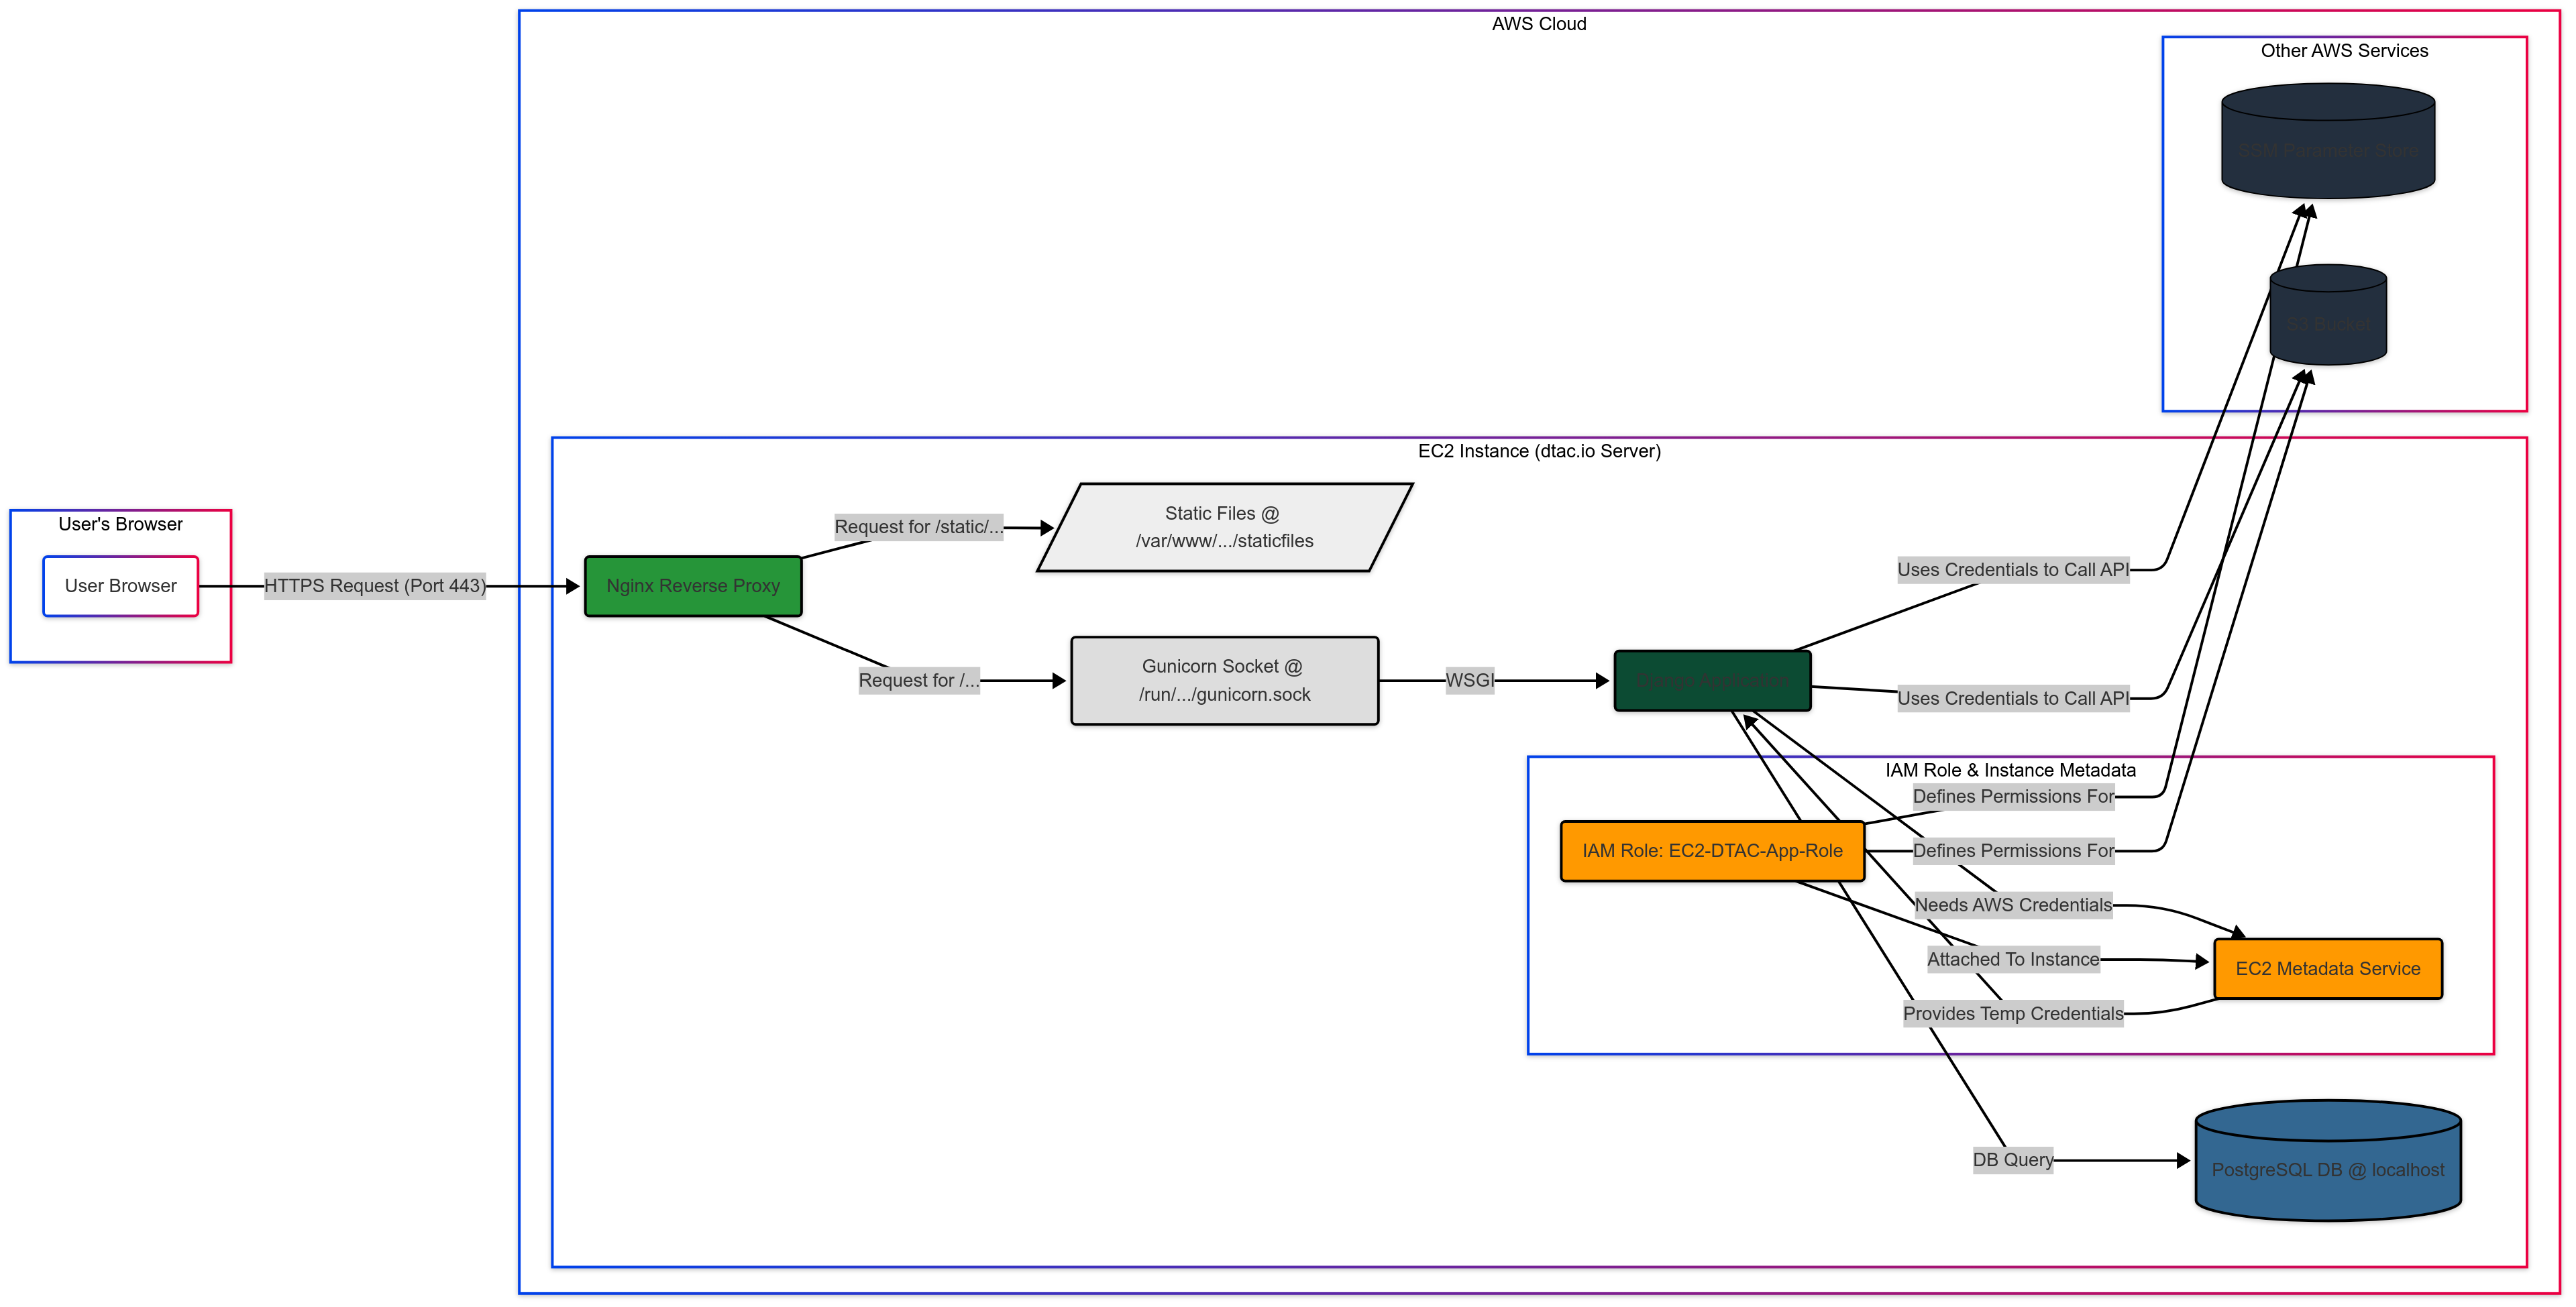 AWS Cloud
Other AWS Services
SSM Parameter Store
S3 Bucket
EC2 Instance (dtac.io Server)
User's Browser
User Browser
HTTPS Request (Port 443)
Nginx Reverse Proxy
Request for /static/...
Static Files @
/var/www/.../staticfiles
Request for /...
Gunicorn Socket @
/run/.../gunicorn.sock
WSGI
Django Application
Uses Credentials to Call API
Uses Credentials to Call API
IAM Role & Instance Metadata
Defines Permissions For
IAM Role: EC2-DTAC-App-Role
Defines Permissions For
Needs AWS Credentials
Attached To Instance
EC2 Metadata Service
Provides Temp Credentials
DB Query
PostgreSQL DB @ localhost